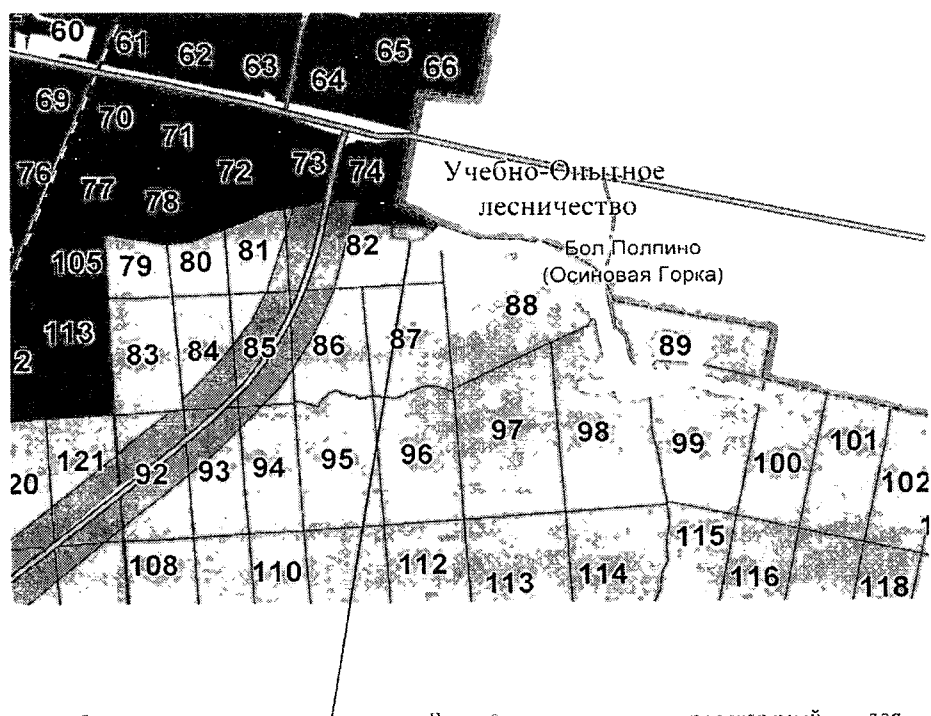 60 61 62 63 64 65 66
69 70 71 72 73 74
76 77 78
Учебно-Опытное
лесничество
105 79 80 81 82
Бол Полпино
(Осиновая Горка)
113 83 84 85 86 87 88 89
2
20 121 92 93 94 95 96 97 98 99 100 101 102
108 110 112 113 114 115 116 118